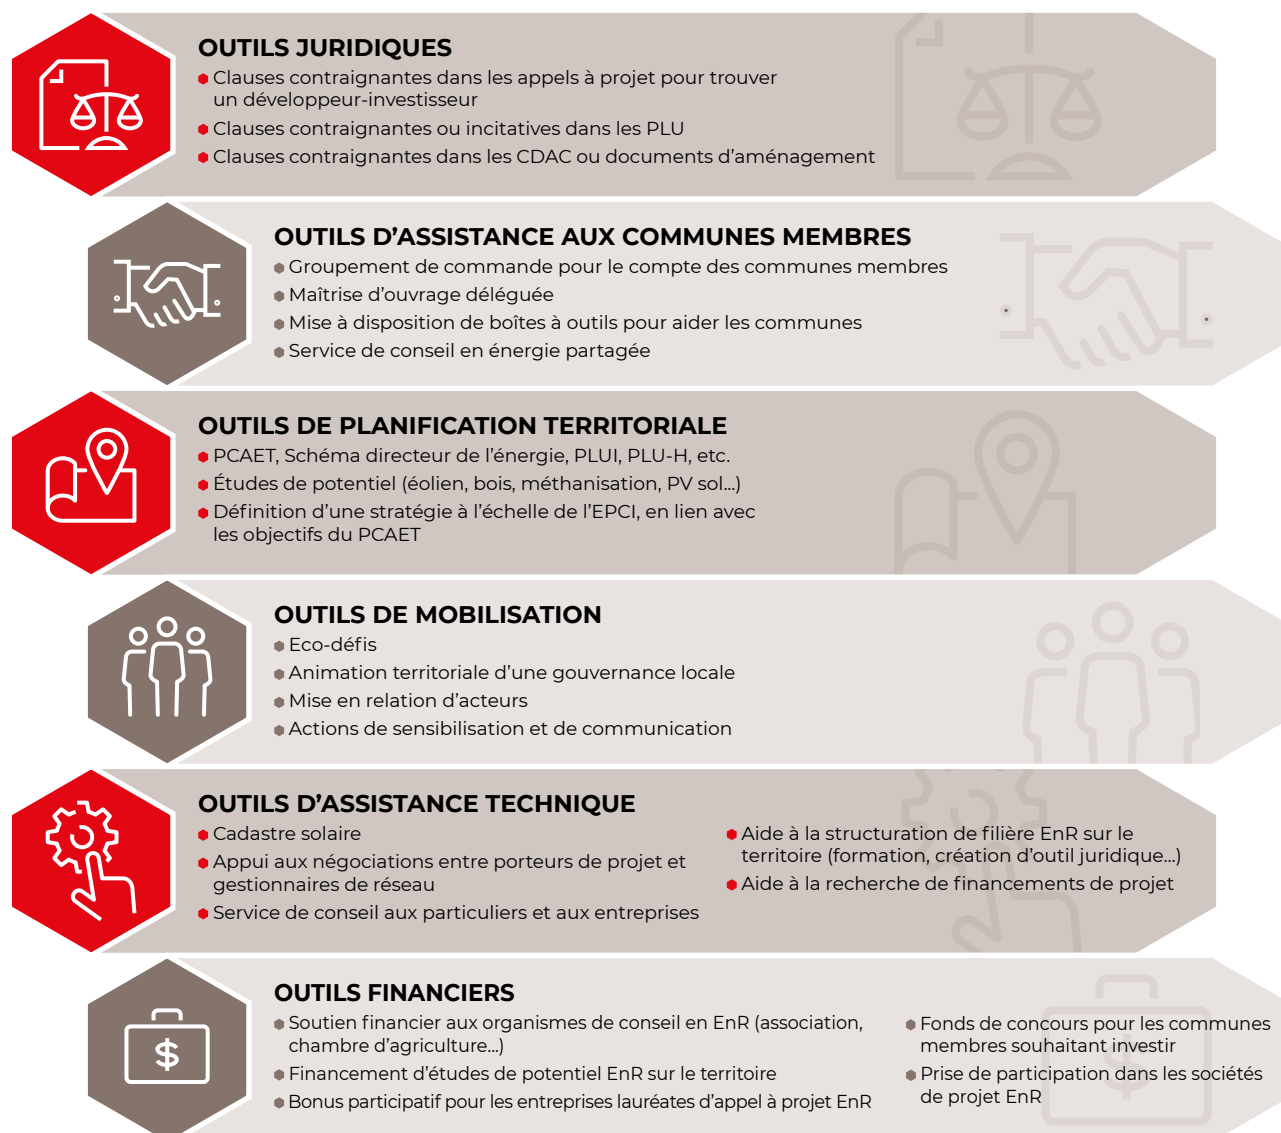 OUTILS JURIDIQUES
Clauses contraignantes dans les appels à projet pour trouver
un développeur-investisseur
Clauses contraignantes ou incitatives dans les PLU
Clauses contraignantes dans les CDAC ou documents d’aménagement
OUTILS D’ASSISTANCE AUX COMMUNES MEMBRES
Groupement de commande pour le compte des communes membres
Maîtrise d’ouvrage déléguée
Mise à disposition de boîtes à outils pour aider les communes
Service de conseil en énergie partagée
OUTILS DE PLANIFICATION TERRITORIALE
PCAET, Schéma directeur de l’énergie, PLUI, PLU-H, etc.
Études de potentiel (éolien, bois, méthanisation, PV sol...)
Définition d’une stratégie à l’échelle de l’EPCI, en lien avec
les objectifs du PCAET
OUTILS DE MOBILISATION
Eco-défis
Animation territoriale d’une gouvernance locale
Mise en relation d’acteurs
Actions de sensibilisation et de communication
OUTILS D’ASSISTANCE TECHNIQUE
Cadastre solaire
Appui aux négociations entre porteurs de projet et
gestionnaires de réseau
Service de conseil aux particuliers et aux entreprises
Aide à la structuration de filière EnR sur le
territoire (formation, création d’outil juridique...)
Aide à la recherche de financements de projet
OUTILS FINANCIERS
Soutien financier aux organismes de conseil en EnR (association,
chambre d’agriculture...)
Financement d’études de potentiel EnR sur le territoire
Bonus participatif pour les entreprises lauréates d’appel à projet EnR
Fonds de concours pour les communes
membres souhaitant investir
Prise de participation dans les sociétés
de projet EnR
$